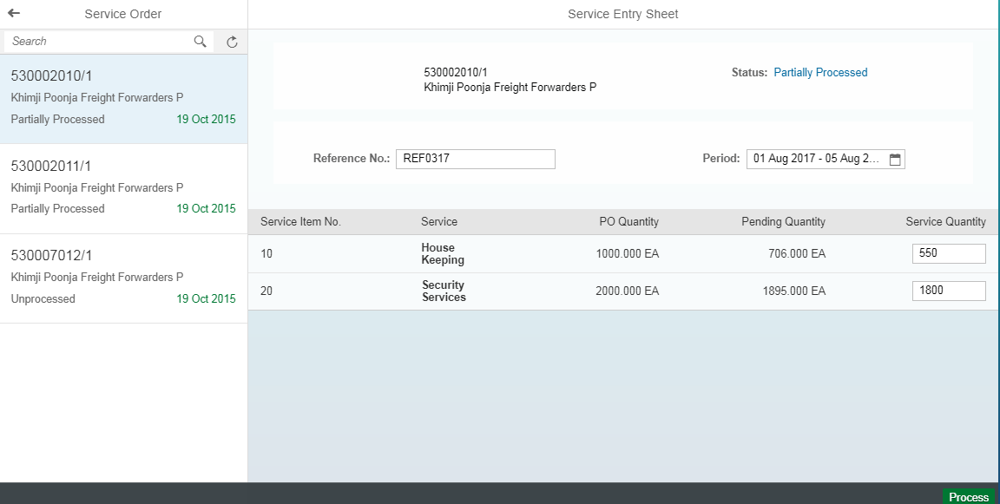 Service Order
Service Entry Sheet
Search
530002010/1
Khimji Poonja Freight Forwarders P
Partially Processed 19 Oct 2015
530002011/1
Khimji Poonja Freight Forwarders P
Partially Processed 19 Oct 2015
530007012/1
Khimji Poonja Freight Forwarders P
Unprocessed 19 Oct 2015
530002010/1
Khimji Poonja Freight Forwarders P
Status: Partially Processed
Reference No.: REF0317
Period: 01 Aug 2017 - 05 Aug 2...
Service Item No. Service PO Quantity Pending Quantity Service Quantity
10 House Keeping 1000.000 EA 706.000 EA 550
20 Security Services 2000.000 EA 1895.000 EA 1800
Process